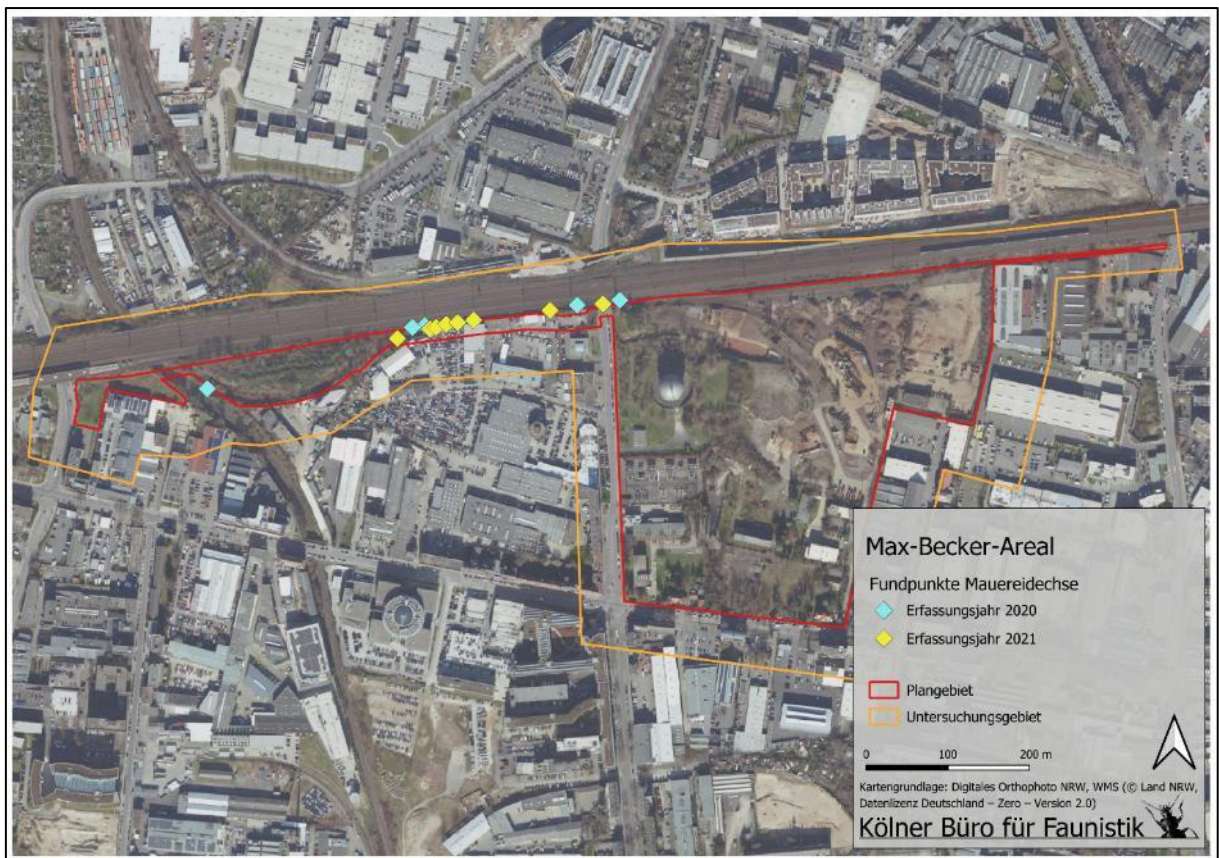 Max-Becker-Areal
Fundpunkte Mauereidechse
Erfassungsjahr 2020
Erfassungsjahr 2021
Plangebiet
Untersuchungsgebiet
0 100 200 m
Kartengrundlage: Digitales Orthophoto NRW, WMS (© Land NRW,
Datenlizenz Deutschland – Zero – Version 2.0)
Kölner Büro für Faunistik